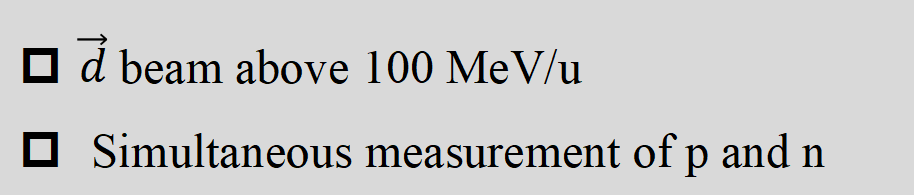 □ d⃗ beam above 100 MeV/u
□ Simultaneous measurement of p and n